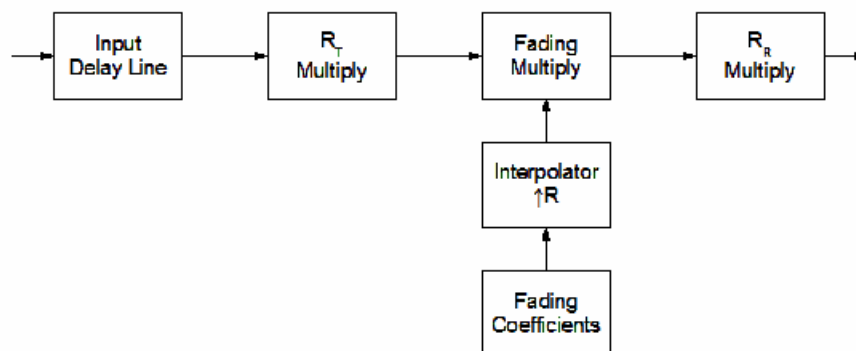 Input
Delay Line
R_T
Multiply
Fading
Multiply
R_R
Multiply
Interpolator
↑R
Fading
Coefficients